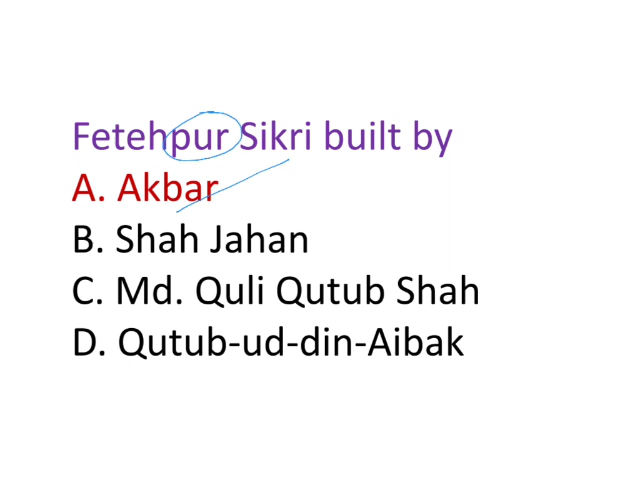 Fetehpur Sikri built by
A. Akbar
B. Shah Jahan
C. Md. Quli Qutub Shah
D. Qutub-ud-din-Aibak